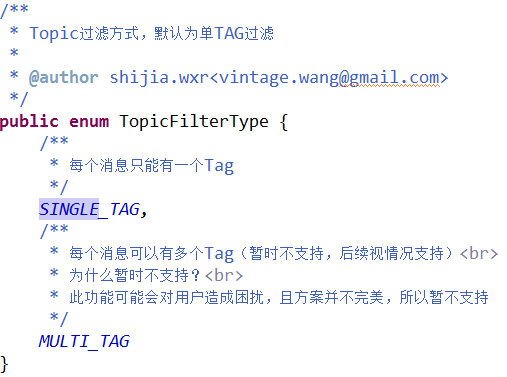 /**
 * Topic过滤方式，默认为单TAG过滤
 *
 * @author shijia.wxr<vintage.wang@gmail.com>
 */
public enum TopicFilterType {
    /**
     * 每个消息只能有一个Tag
     */
    SINGLE_TAG,
    /**
     * 每个消息可以有多个Tag（暂时不支持，后续视情况支持）<br>
     * 为什么暂时不支持？<br>
     * 此功能可能会对用户造成困扰，且方案并不完美，所以暂不支持
     */
    MULTI_TAG
}